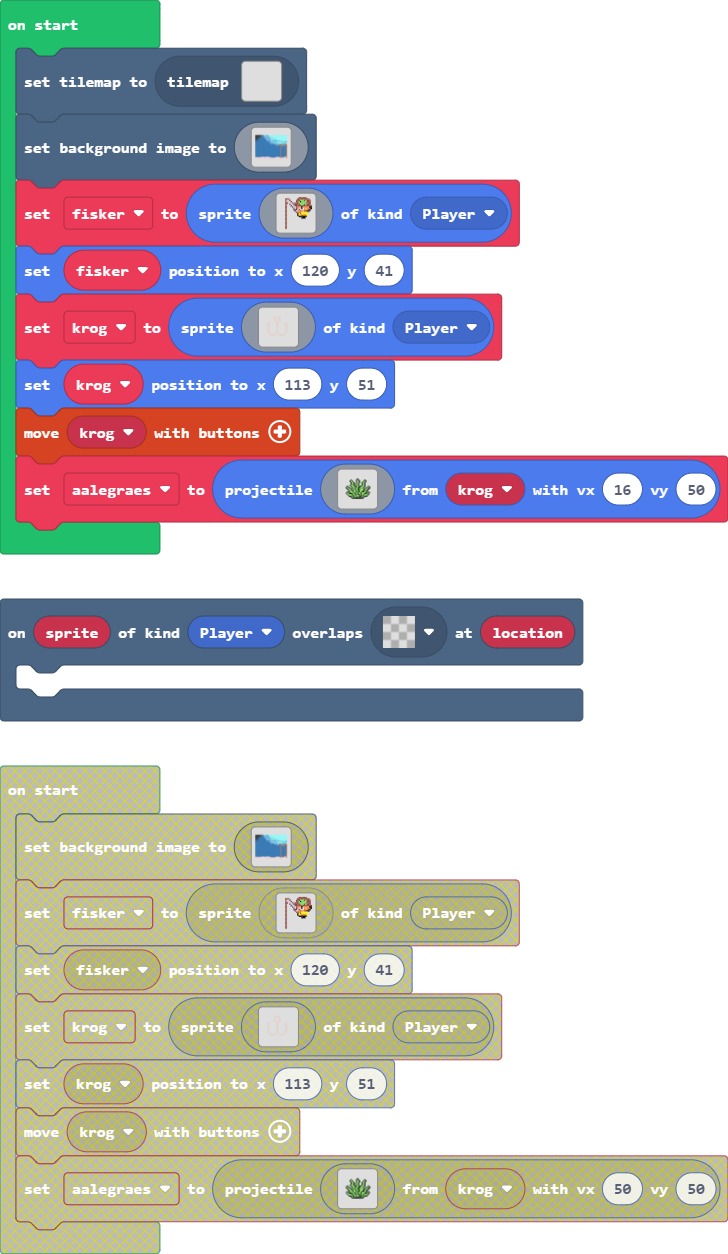 on start
set tilemap to tilemap
set background image to
set fisker to sprite of kind Player
set fisker position to x 120 y 41
set krog to sprite of kind Player
set krog position to x 113 y 51
move krog with buttons
set aalegraes to projectile from krog with vx 16 vy 50
on sprite of kind Player overlaps at location
on start
set background image to
set fisker to sprite of kind Player
set fisker position to x 120 y 41
set krog to sprite of kind Player
set krog position to x 113 y 51
move krog with buttons
set aalegraes to projectile from krog with vx 50 vy 50